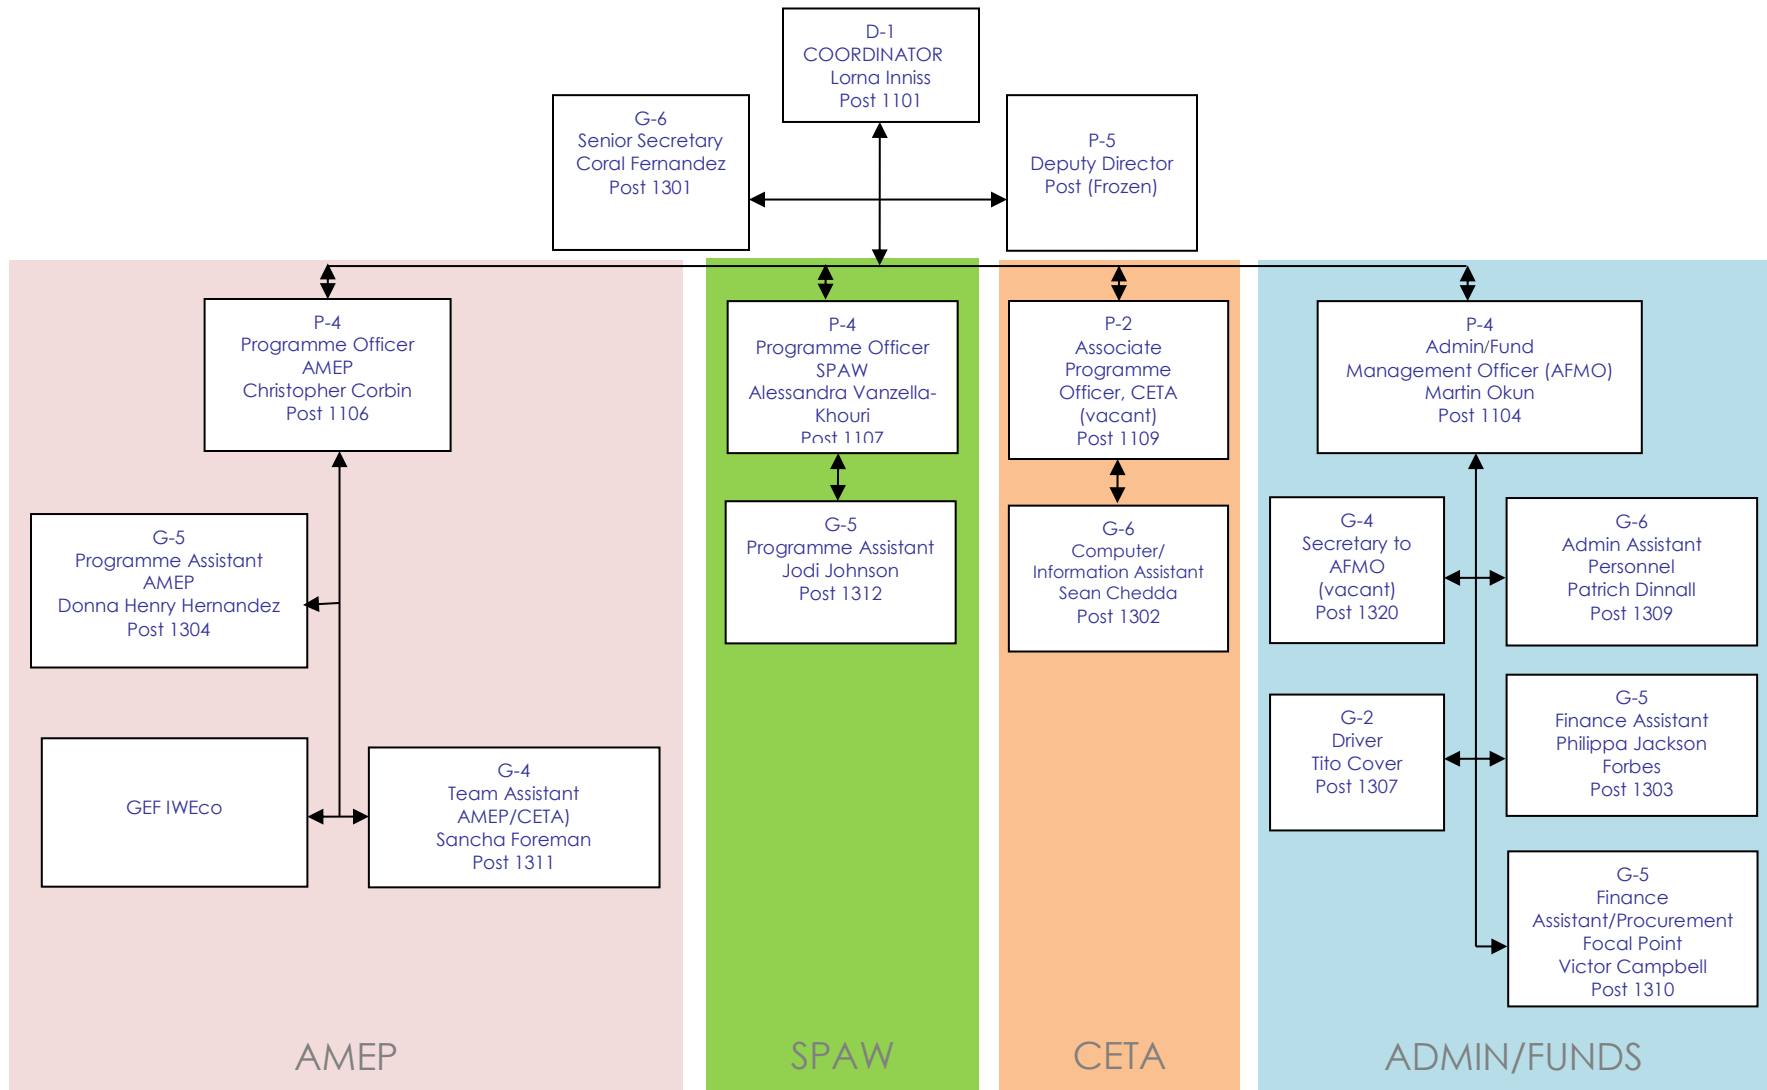 D-1
COORDINATOR
Lorna Inniss
Post 1101
G-6
Senior Secretary
Coral Fernandez
Post 1301
P-5
Deputy Director
Post (Frozen)
P-4
Programme Officer
AMEP
Christopher Corbin
Post 1106
G-5
Programme Assistant
AMEP
Donna Henry Hernandez
Post 1304
GEF IWEco
G-4
Team Assistant
AMEP/CETA)
Sancha Foreman
Post 1311
AMEP
P-4
Programme Officer
SPAW
Alessandra Vanzella-
Khouri
Post 1107
G-5
Programme Assistant
Jodi Johnson
Post 1312
SPAW
P-2
Associate
Programme
Officer, CETA
(vacant)
Post 1109
G-6
Computer/
Information Assistant
Sean Chedda
Post 1302
CETA
P-4
Admin/Fund
Management Officer (AFMO)
Martin Okun
Post 1104
G-4
Secretary to
AFMO
(vacant)
Post 1320
G-6
Admin Assistant
Personnel
Patrich Dinnall
Post 1309
G-2
Driver
Tito Cover
Post 1307
G-5
Finance Assistant
Philippa Jackson
Forbes
Post 1303
G-5
Finance
Assistant/Procurement
Focal Point
Victor Campbell
Post 1310
ADMIN/FUNDS